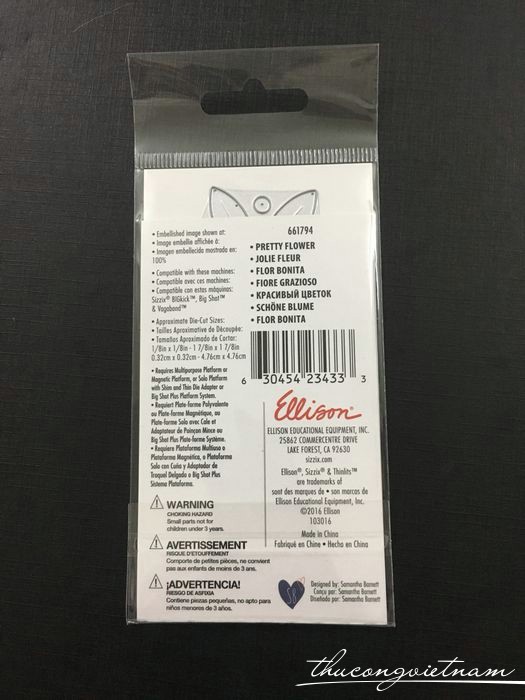 • Embellished image shown at:
• Image embellie affichée à:
• Imagen embellecida mostrada en:
100%
• Compatible with these machines:
• Compatible avec ces machines:
• Compatible con estas máquinas:
Sizzix® BIGkick™, Big Shot™
& Vagabond™
• Approximate Die-Cut Sizes:
• Tailles Aproximative de Découpée:
• Tamaños Aproximado de Cortar:
1/8in x 1/8in - 1 7/8in x 1 7/8in
0.32cm x 0.32cm - 4.76cm x 4.76cm
• Requires Multipurpose Platform or
Magnetic Platform, or Solo Platform
with Shim and Thin Die Adapter or
Big Shot Plus Platform System.
• Requiert Plate-forme Polyvalente
ou Plate-forme Magnétique, ou
Plate-forme Solo avec Cale et
Adaptateur de Poinçon Mince ou
Big Shot Plus Plate-forme Système.
• Requiere Plataforma Multiuso o
Plataforma Magnética, o Plataforma
Solo con Cuña y Adaptador de
Troquel Delgado o Big Shot Plus
Sistema Plataforma.
661794
• PRETTY FLOWER
• JOLIE FLEUR
• FLOR BONITA
• FIORE GRAZIOSO
• КРАСИВЫЙ ЦВЕТОК
• SCHÖNE BLUME
• FLOR BONITA
6 30454 23433 3
Ellison®
ELLISON EDUCATIONAL EQUIPMENT, INC.
25862 COMMERCENTRE DRIVE
LAKE FOREST, CA 92630
sizzix.com
Ellison®, Sizzix® & Thinlits™
are trademarks of
sont des marques de • son marcas de
Ellison Educational Equipment, Inc.
©2016 Ellison
103016
Made in China
Fabriqué en Chine • Hecho en China
WARNING
CHOKING HAZARD
Small parts not for
children under 3 years.
AVERTISSEMENT
RISQUE D'ETOUFFEMENT
Comporte de petites pièces, ne convient
pas aux enfants de moins de 3 ans.
¡ADVERTENCIA!
RIESGO DE ASFIXIA
Contiene piezas pequeñas, no apto para
niños menores de 3 años.
Designed by: Samantha Barnett
Conçu par: Samantha Barnett
Diseñado por: Samantha Barnett
thucongvietnam